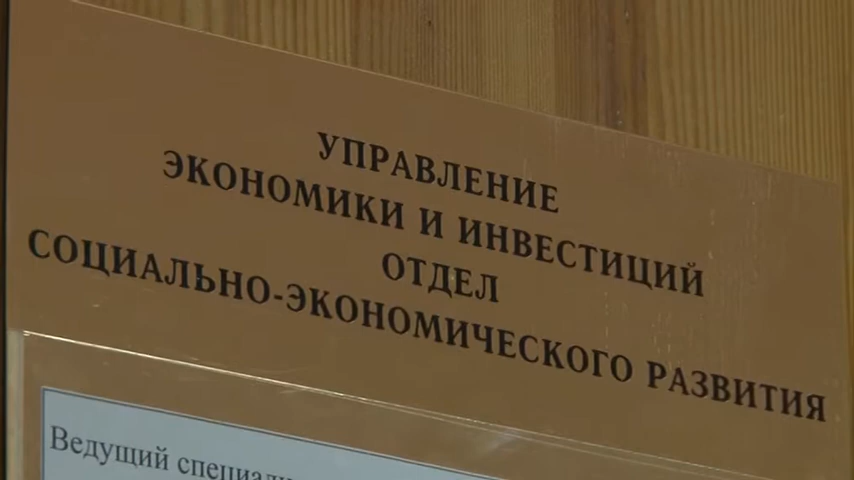 УПРАВЛЕНИЕ
ЭКОНОМИКИ И ИНВЕСТИЦИЙ
ОТДЕЛ
СОЦИАЛЬНО-ЭКОНОМИЧЕСКОГО РАЗВИТИЯ
Ведущий